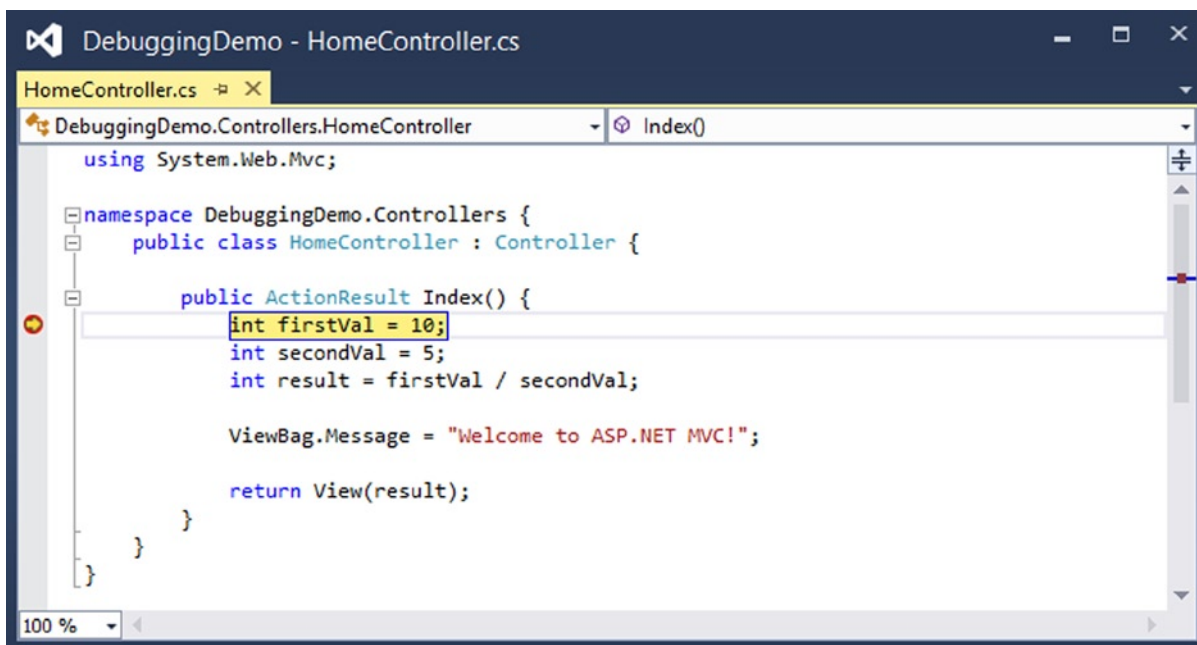 DebuggingDemo - HomeController.cs
HomeController.cs
DebuggingDemo.Controllers.HomeController Index()
using System.Web.Mvc;
namespace DebuggingDemo.Controllers {
public class HomeController : Controller {
public ActionResult Index() {
int firstVal = 10;
int secondVal = 5;
int result = firstVal / secondVal;
ViewBag.Message = "Welcome to ASP.NET MVC!";
return View(result);
}
}
}
100 %